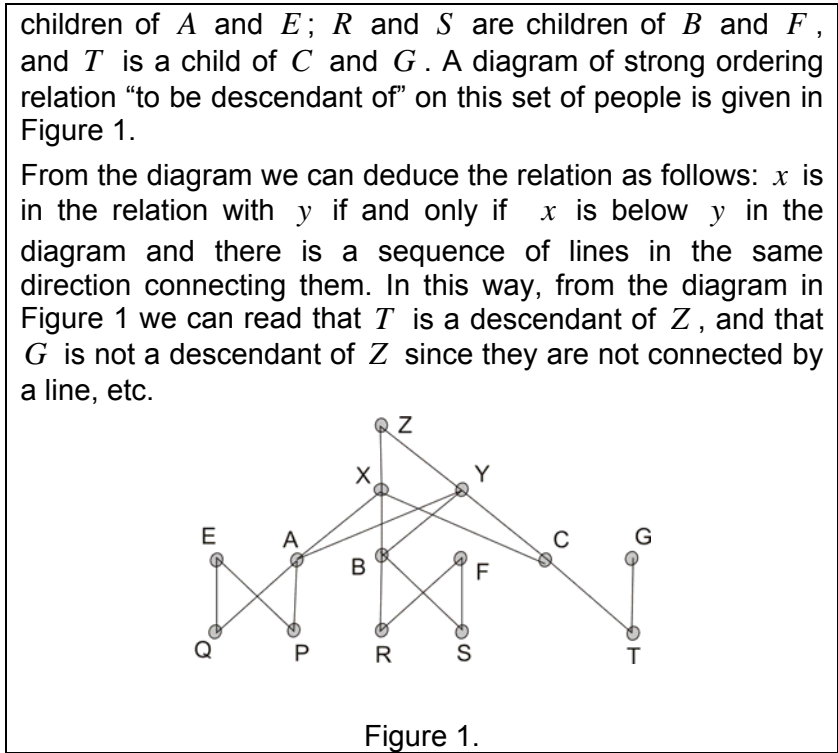 children of A and E; R and S are children of B and F,
and T is a child of C and G. A diagram of strong ordering
relation “to be descendant of” on this set of people is given in
Figure 1.
From the diagram we can deduce the relation as follows: x is
in the relation with y if and only if x is below y in the
diagram and there is a sequence of lines in the same
direction connecting them. In this way, from the diagram in
Figure 1 we can read that T is a descendant of Z, and that
G is not a descendant of Z since they are not connected by
a line, etc.
Z
X Y
E A B F C G
Q P R S T
Figure 1.